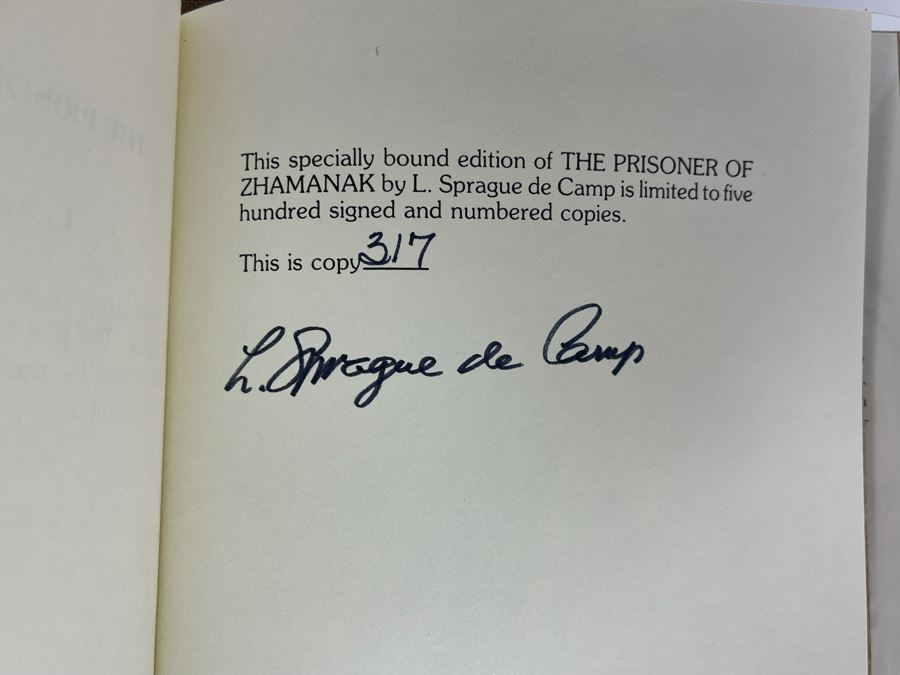 This specially bound edition of THE PRISONER OF
ZHAMANAK by L. Sprague de Camp is limited to five
hundred signed and numbered copies.
This is copy 317
L. Sprague de Camp